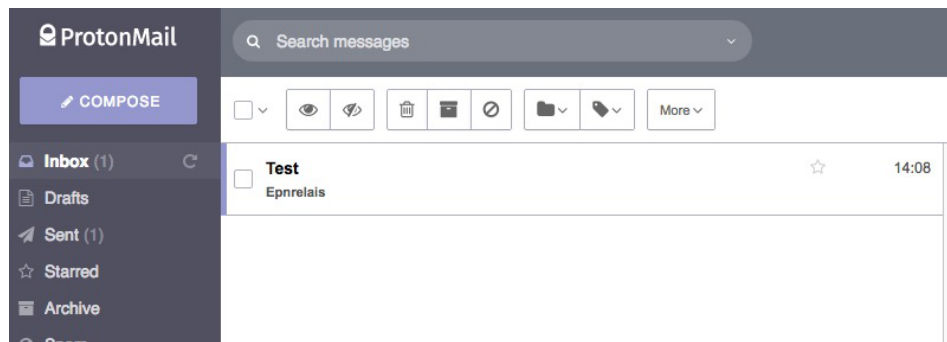 ProtonMail
Search messages
COMPOSE
More
Inbox (1)
Drafts
Sent (1)
Starred
Archive
Test
14:08
Epnrelais